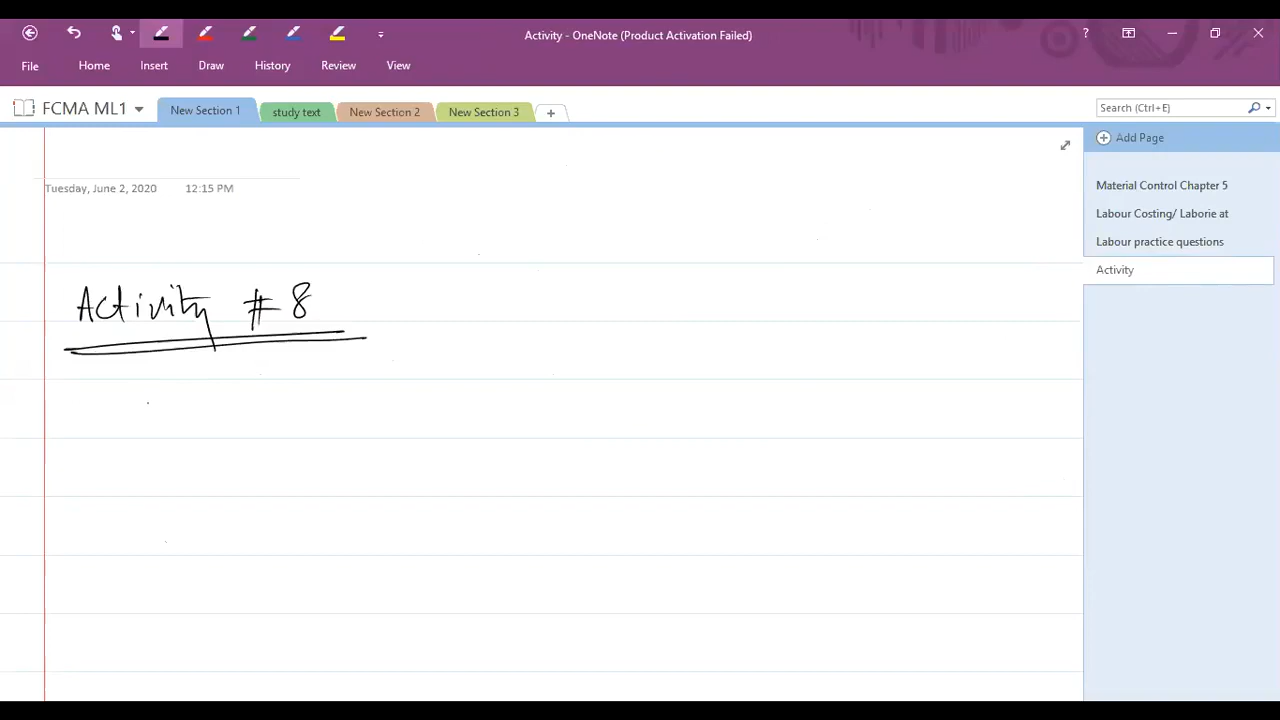 Activity - OneNote (Product Activation Failed)
?
File Home Insert Draw History Review View
FCMA ML1 New Section 1 study text New Section 2 New Section 3 +
Search (Ctrl+E)
Add Page
Tuesday, June 2, 2020 12:15 PM
Activity # 8
Material Control Chapter 5
Labour Costing/ Laborie at
Labour practice questions
Activity